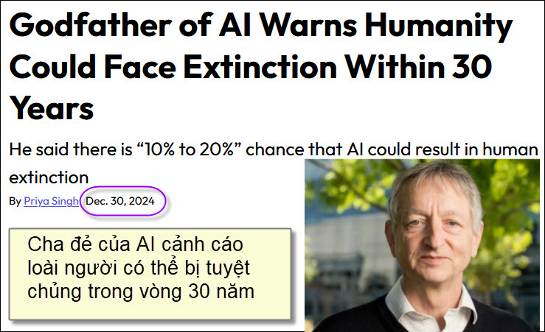 Godfather of AI Warns Humanity
Could Face Extinction Within 30
Years
He said there is “10% to 20%” chance that AI could result in human
extinction
By Priya Singh Dec. 30, 2024
Cha đẻ của AI cảnh cáo
loài người có thể bị tuyệt
chủng trong vòng 30 năm